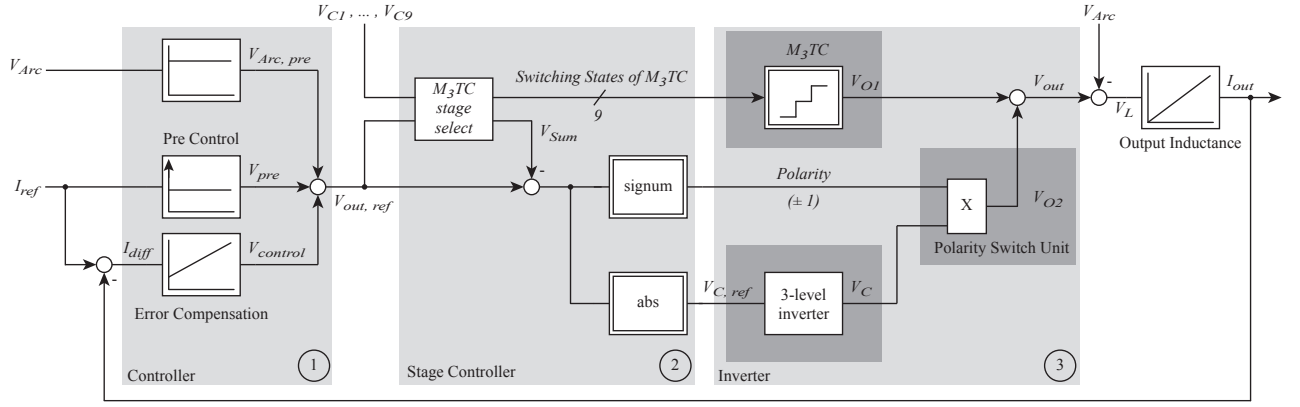 V_{C1} , ... , V_{C9}
V_{Arc}
V_{Arc}
V_{Arc, pre}
M_3TC
stage
select
Switching States of M_3TC
9
V_{Sum}
M_3TC
V_{O1}
V_{out}
-
V_L
I_{out}
Output Inductance
Pre Control
I_{ref}
V_{pre}
V_{out, ref}
-
signum
Polarity
(± 1)
X
V_{O2}
Polarity Switch Unit
I_{diff}
-
V_{control}
Error Compensation
abs
V_{C, ref}
3-level
inverter
V_C
Controller
1
Stage Controller
2
Inverter
3